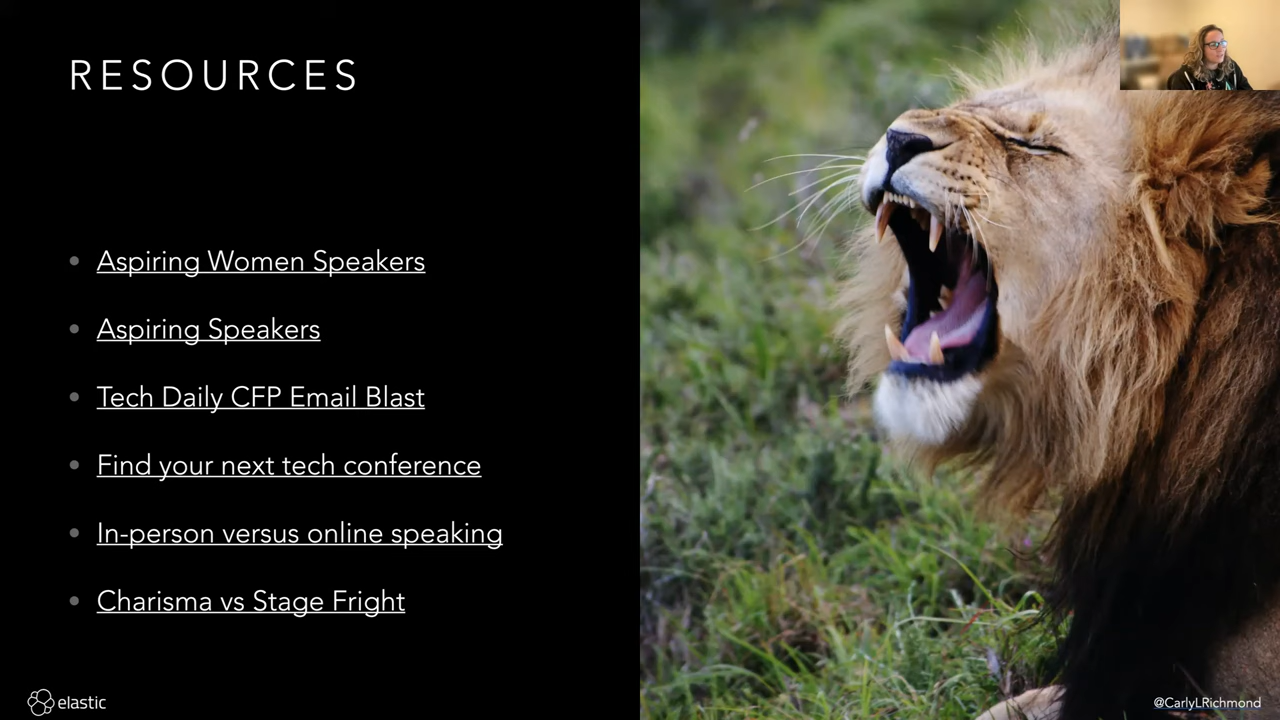 RESOURCES
Aspiring Women Speakers
Aspiring Speakers
Tech Daily CFP Email Blast
Find your next tech conference
In-person versus online speaking
Charisma vs Stage Fright
elastic
@CarlyLRichmond